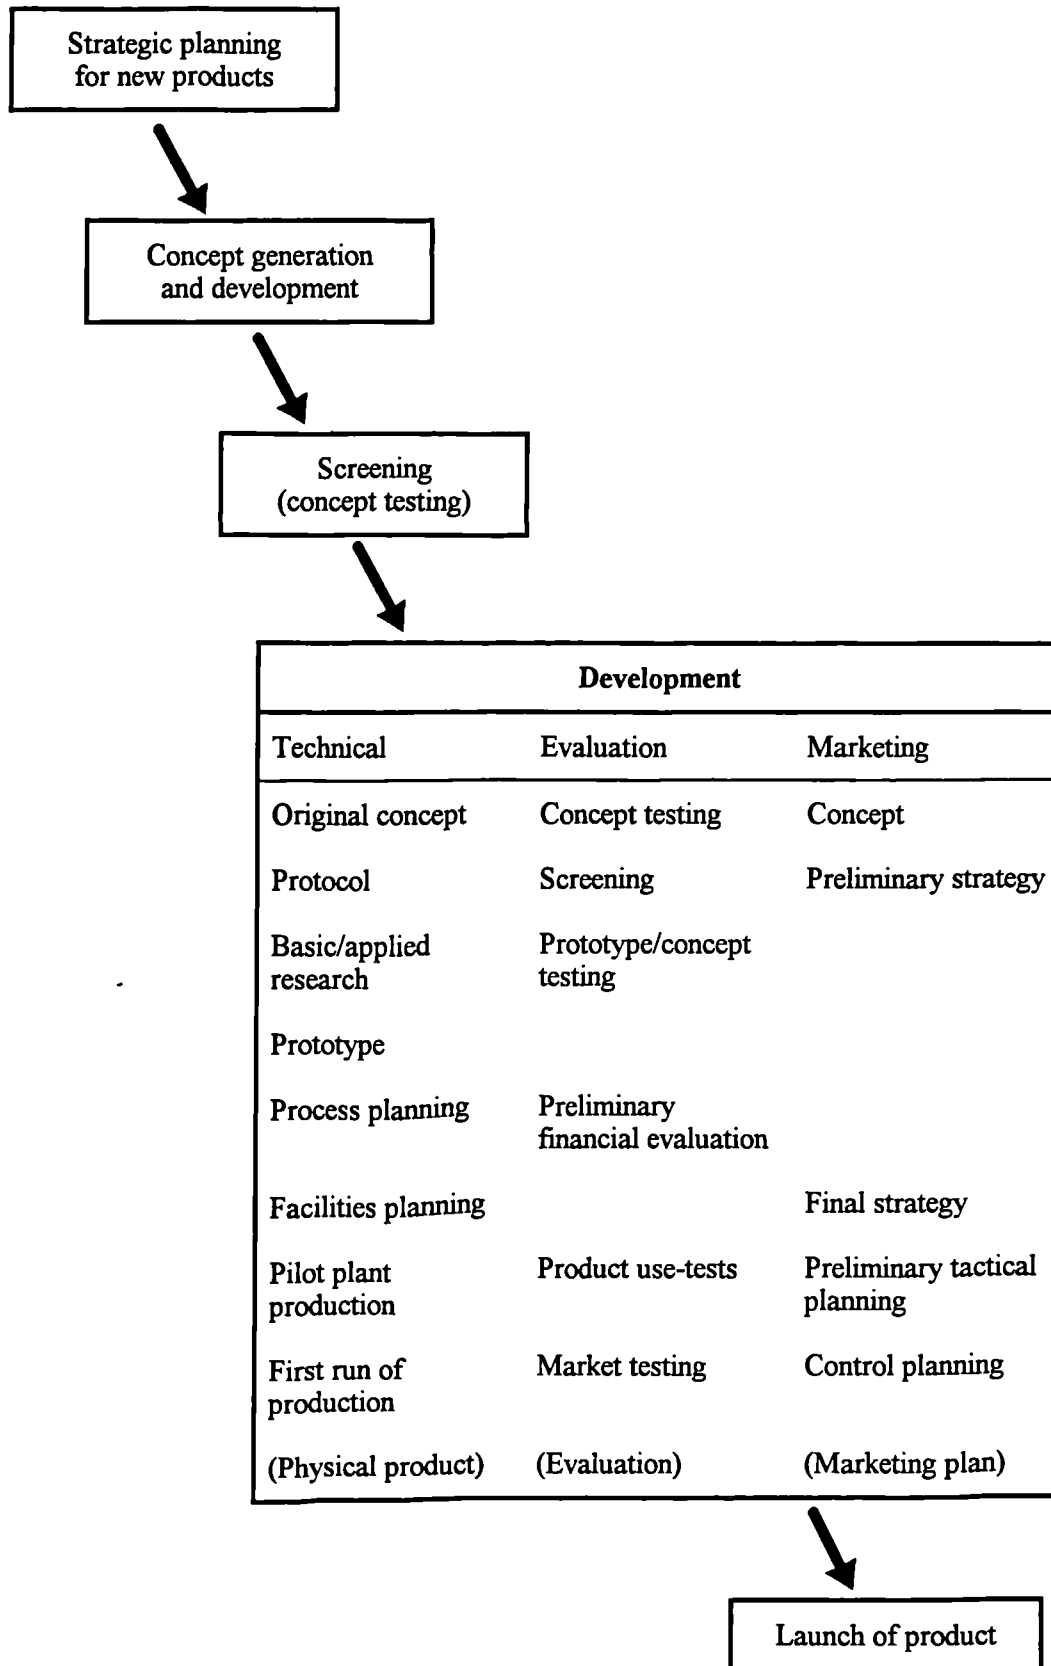 Strategic planning
for new products
Concept generation
and development
Screening
(concept testing)
Development
Technical Evaluation Marketing
Original concept Concept testing Concept
Protocol Screening Preliminary strategy
Basic/applied Prototype/concept
research testing
Prototype
Process planning Preliminary
financial evaluation
Facilities planning Final strategy
Pilot plant Product use-tests Preliminary tactical
production planning
First run of Market testing Control planning
production
(Physical product) (Evaluation) (Marketing plan)
Launch of product